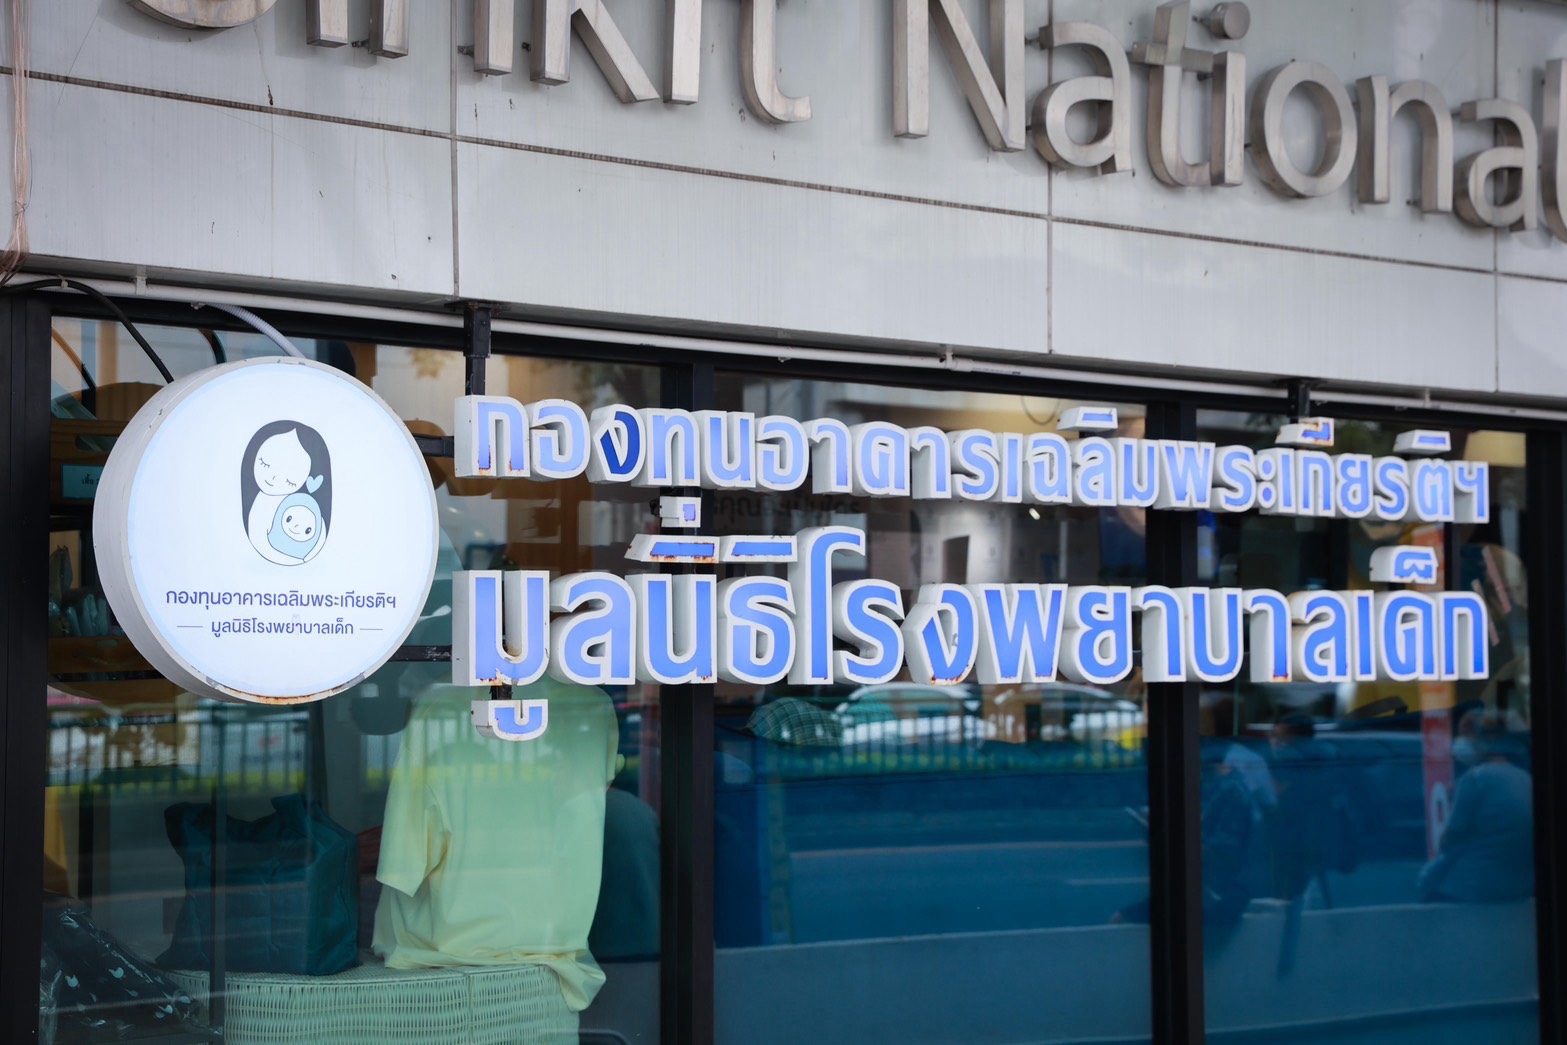 National
กองทุนอาคารเฉลิมพระเกียรติฯ
มูลนิธิโรงพยาบาลเด็ก
กองทุนอาคารเฉลิมพระเกียรติฯ
มูลนิธิโรงพยาบาลเด็ก